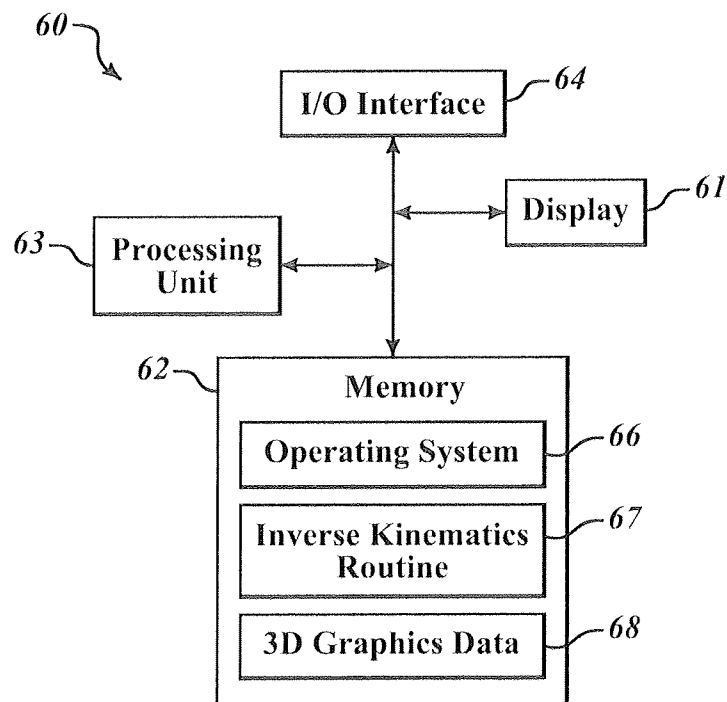 60
I/O Interface
64
Display
61
63
Processing
Unit
62
Memory
Operating System
66
Inverse Kinematics
Routine
67
3D Graphics Data
68